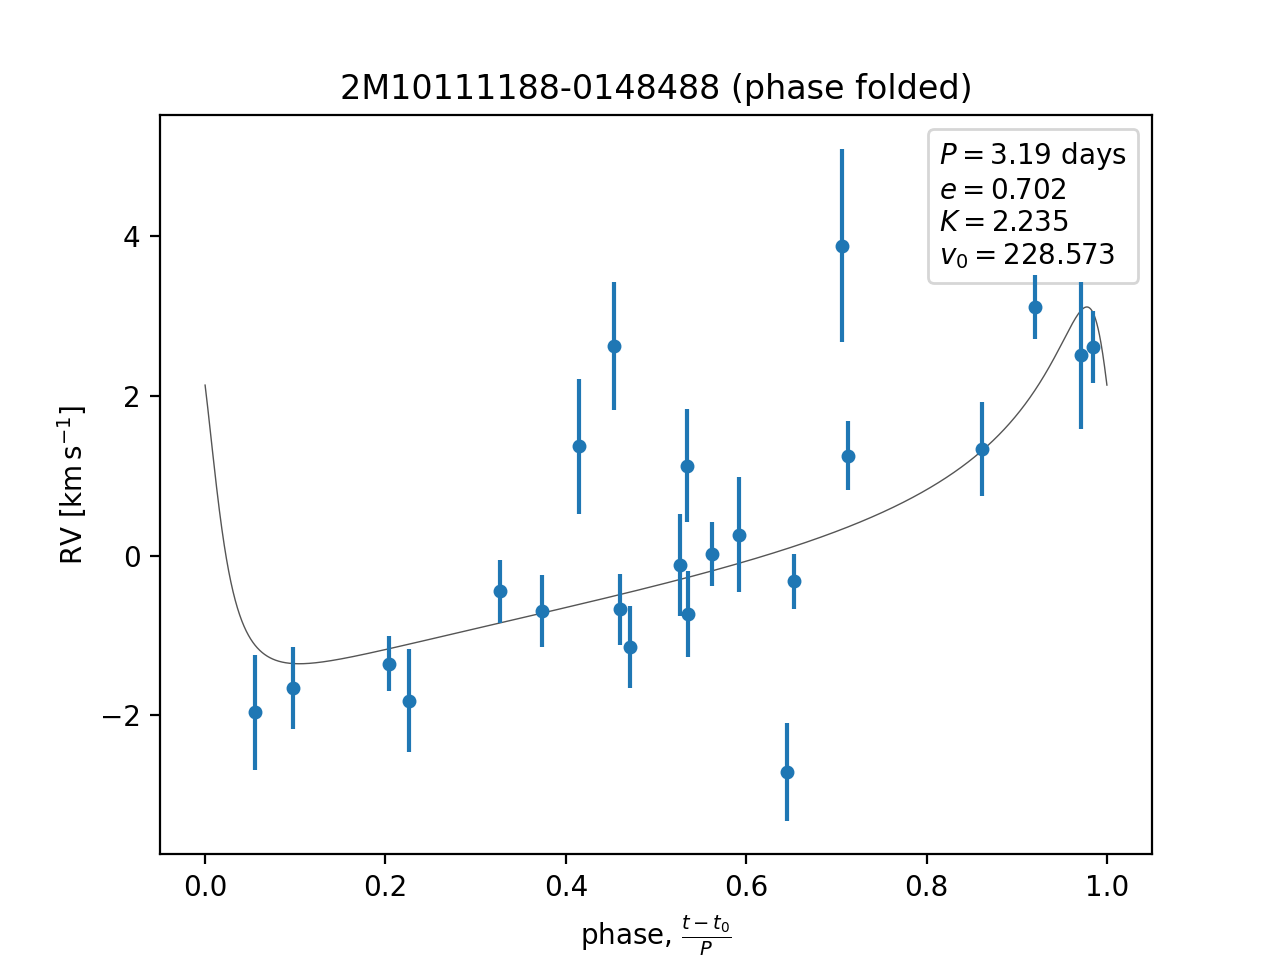 2M10111188-0148488 (phase folded)
P = 3.19 days
e = 0.702
K = 2.235
v₀ = 228.573
4
2
0
−2
RV [km s⁻¹]
0.0 0.2 0.4 0.6 0.8 1.0
phase, (t − t₀)/P